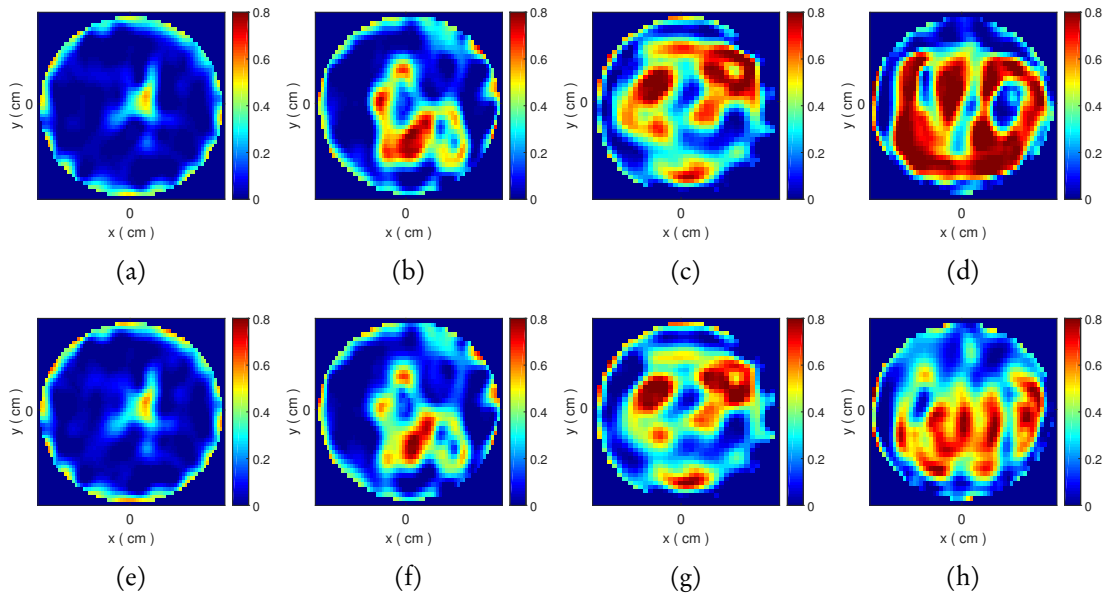 0.8 0.8 0.8 0.8
0.6 0.6 0.6 0.6
y ( cm ) 0 0.4 y ( cm ) 0 0.4 y ( cm ) 0 0.4 y ( cm ) 0 0.4
0.2 0.2 0.2 0.2
0 0 0 0
0 0 0 0
x ( cm ) x ( cm ) x ( cm ) x ( cm )
(a) (b) (c) (d)
0.8 0.8 0.8 0.8
0.6 0.6 0.6 0.6
y ( cm ) 0 0.4 y ( cm ) 0 0.4 y ( cm ) 0 0.4 y ( cm ) 0 0.4
0.2 0.2 0.2 0.2
0 0 0 0
0 0 0 0
x ( cm ) x ( cm ) x ( cm ) x ( cm )
(e) (f) (g) (h)